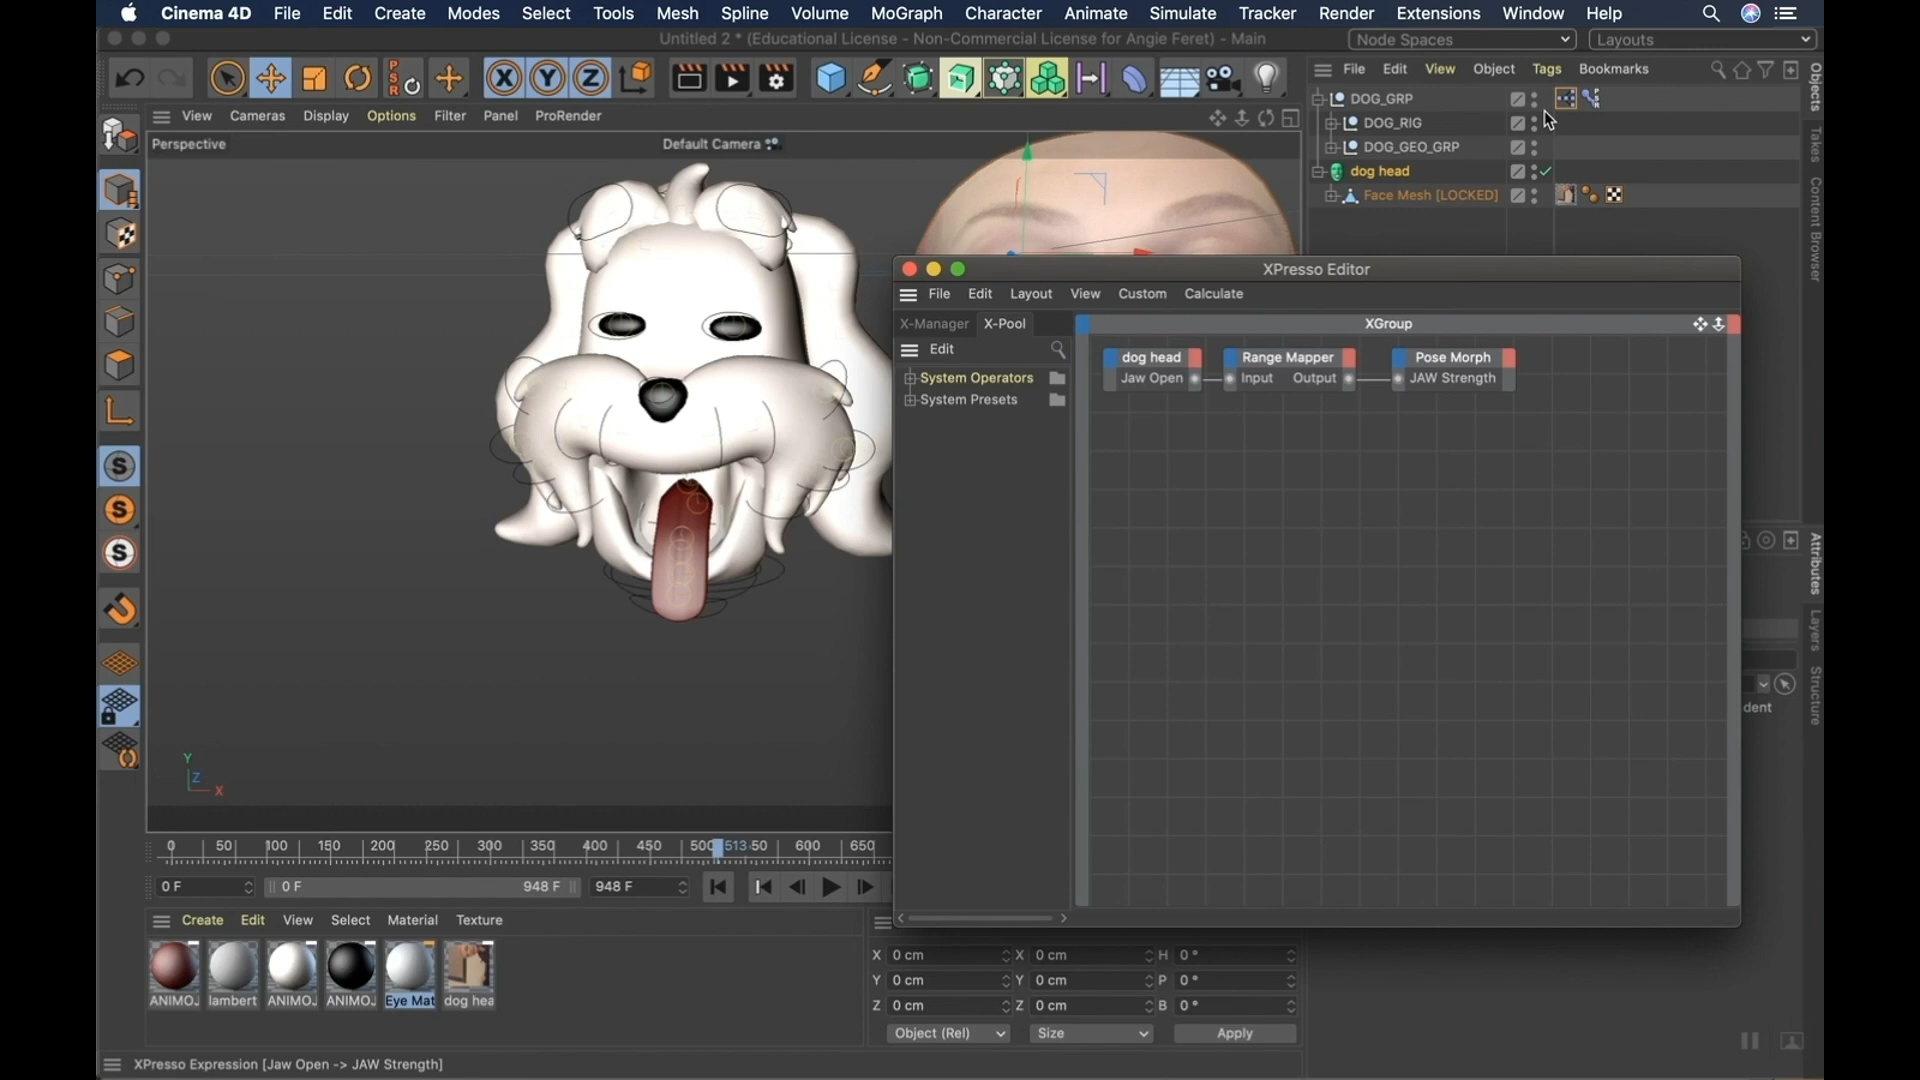 Cinema 4D File Edit Create Modes Select Tools Mesh Spline Volume MoGraph Character Animate Simulate Tracker Render Extensions Window Help
Untitled 2 * (Educational License - Non-Commercial License for Angie Feret) - Main
Node Spaces
Layouts
P
S
R
X Y Z
File Edit View Object Tags Bookmarks
View Cameras Display Options Filter Panel ProRender
Perspective
Default Camera
DOG_GRP
DOG_RIG
DOG_GEO_GRP
dog head
Face Mesh [LOCKED]
Objects
Takes
Content Browser
Attributes
Layers
Structure
XPresso Editor
File Edit Layout View Custom Calculate
X-Manager X-Pool
XGroup
Edit
System Operators
System Presets
dog head
Jaw Open
Range Mapper
Input Output
Pose Morph
JAW Strength
dent
S
S
S
Y
Z
X
0 50 100 150 200 250 300 350 400 450 500 513 50 600 650
0 F
0 F
948 F
948 F
Create Edit View Select Material Texture
ANIMO.
lambert
ANIMO.
ANIMO.
Eye Mat
dog hea
X 0 cm X 0 cm H 0 °
Y 0 cm Y 0 cm P 0 °
Z 0 cm Z 0 cm B 0 °
Object (Rel)
Size
Apply
XPresso Expression [Jaw Open -> JAW Strength]